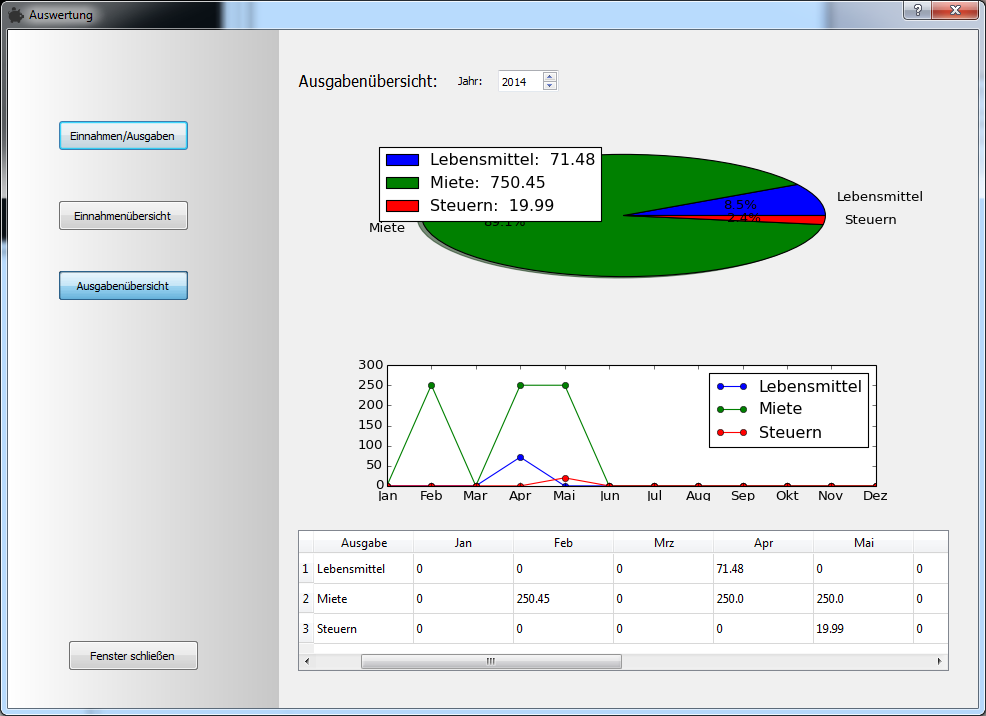 Auswertung
Ausgabenübersicht: Jahr: 2014
Einnahmen/Ausgaben
Einnahmenübersicht
Ausgabenübersicht
Fenster schließen
Lebensmittel: 71.48
Miete: 750.45
Steuern: 19.99
8.5%
2.4%
89.1%
Lebensmittel
Steuern
Miete
300
250
200
150
100
50
0
Jan Feb Mar Apr Mai Jun Jul Aug Sep Okt Nov Dez
Lebensmittel
Miete
Steuern
Ausgabe Jan Feb Mrz Apr Mai
1 Lebensmittel 0 0 0 71.48 0 0
2 Miete 0 250.45 0 250.0 250.0 0
3 Steuern 0 0 0 0 19.99 0